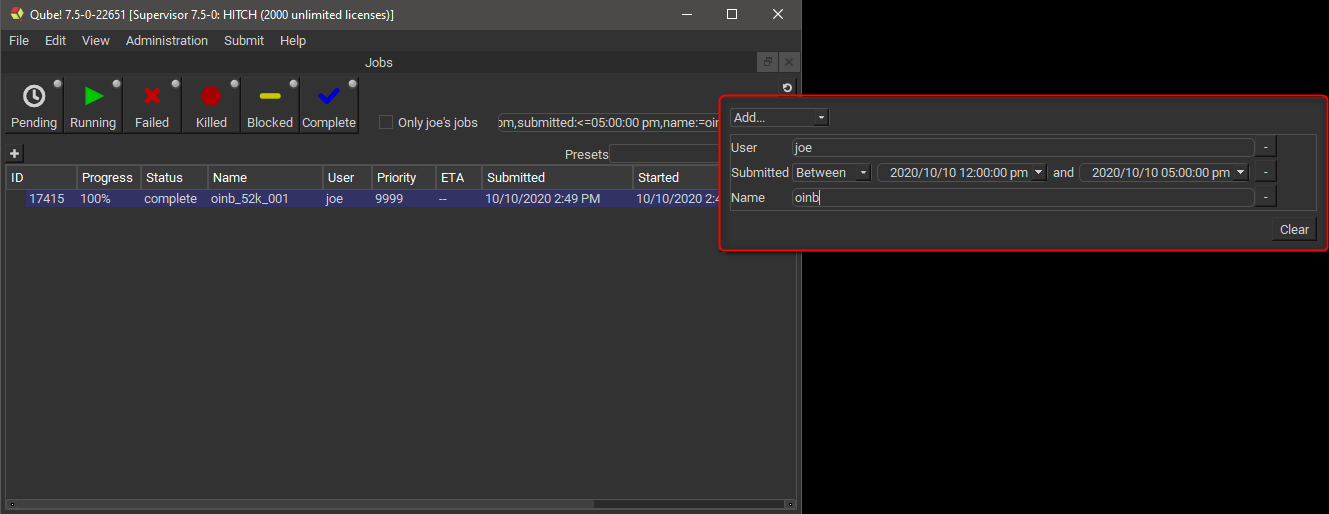 Qube! 7.5-0-22651 [Supervisor 7.5-0: HITCH (2000 unlimited licenses)]
File Edit View Administration Submit Help
Jobs
Pending Running Failed Killed Blocked Complete Only joe's jobs om,submitted:<=05:00:00 pm,name:=oin
Presets
ID Progress Status Name User Priority ETA Submitted Started
17415 100% complete oinb_52k_001 joe 9999 -- 10/10/2020 2:49 PM 10/10/2020 2:4
Add...
User joe -
Submitted Between 2020/10/10 12:00:00 pm and 2020/10/10 05:00:00 pm -
Name oinb -
Clear